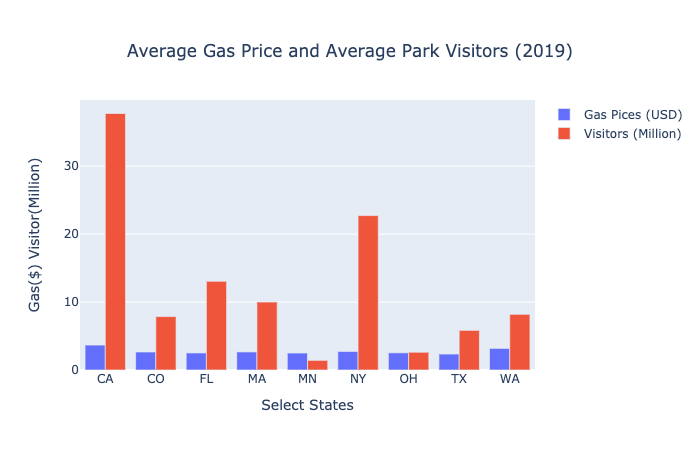 Average Gas Price and Average Park Visitors (2019)
Gas Pices (USD)
Visitors (Million)
Gas($) Visitor(Million)
30
20
10
0
CA CO FL MA MN NY OH TX WA
Select States